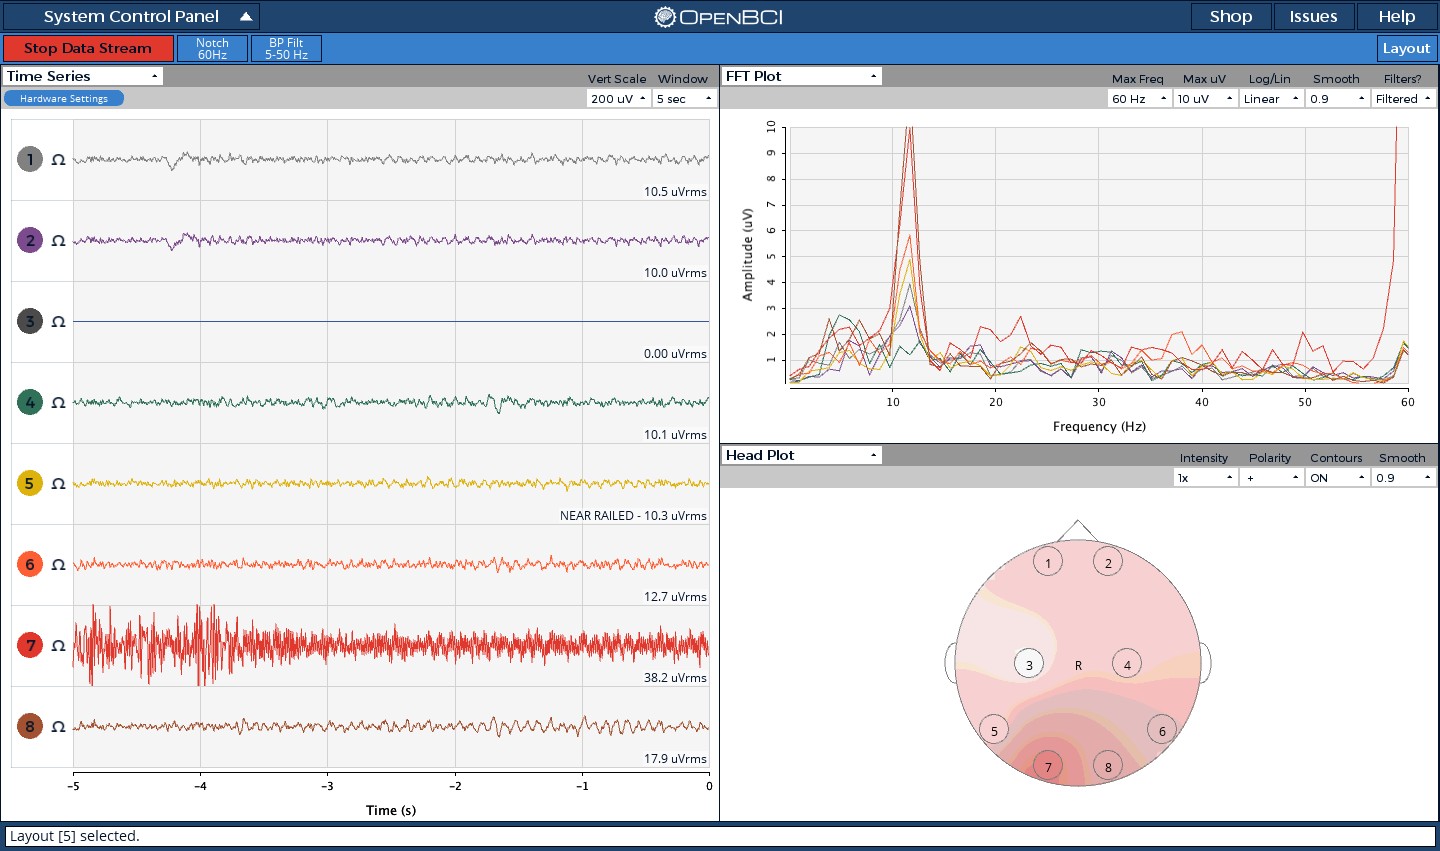 System Control Panel
OPENBCI
Shop
Issues
Help
Stop Data Stream
Notch
60Hz
BP Filt
5-50 Hz
Layout
Time Series
Vert Scale
Window
Hardware Settings
200 uV
5 sec
1 Ω
10.5 uVrms
2 Ω
10.0 uVrms
3 Ω
0.00 uVrms
4 Ω
10.1 uVrms
5 Ω
NEAR RAILED - 10.3 uVrms
6 Ω
12.7 uVrms
7 Ω
38.2 uVrms
8 Ω
17.9 uVrms
-5 -4 -3 -2 -1 0
Time (s)
FFT Plot
Max Freq
Max uV
Log/Lin
Smooth
Filters?
60 Hz
10 uV
Linear
0.9
Filtered
10
9
8
7
6
5
4
3
2
1
Amplitude (uV)
10 20 30 40 50 60
Frequency (Hz)
Head Plot
Intensity
Polarity
Contours
Smooth
1x
+
ON
0.9
1 2
3 R 4
5 6
7 8
Layout [5] selected.